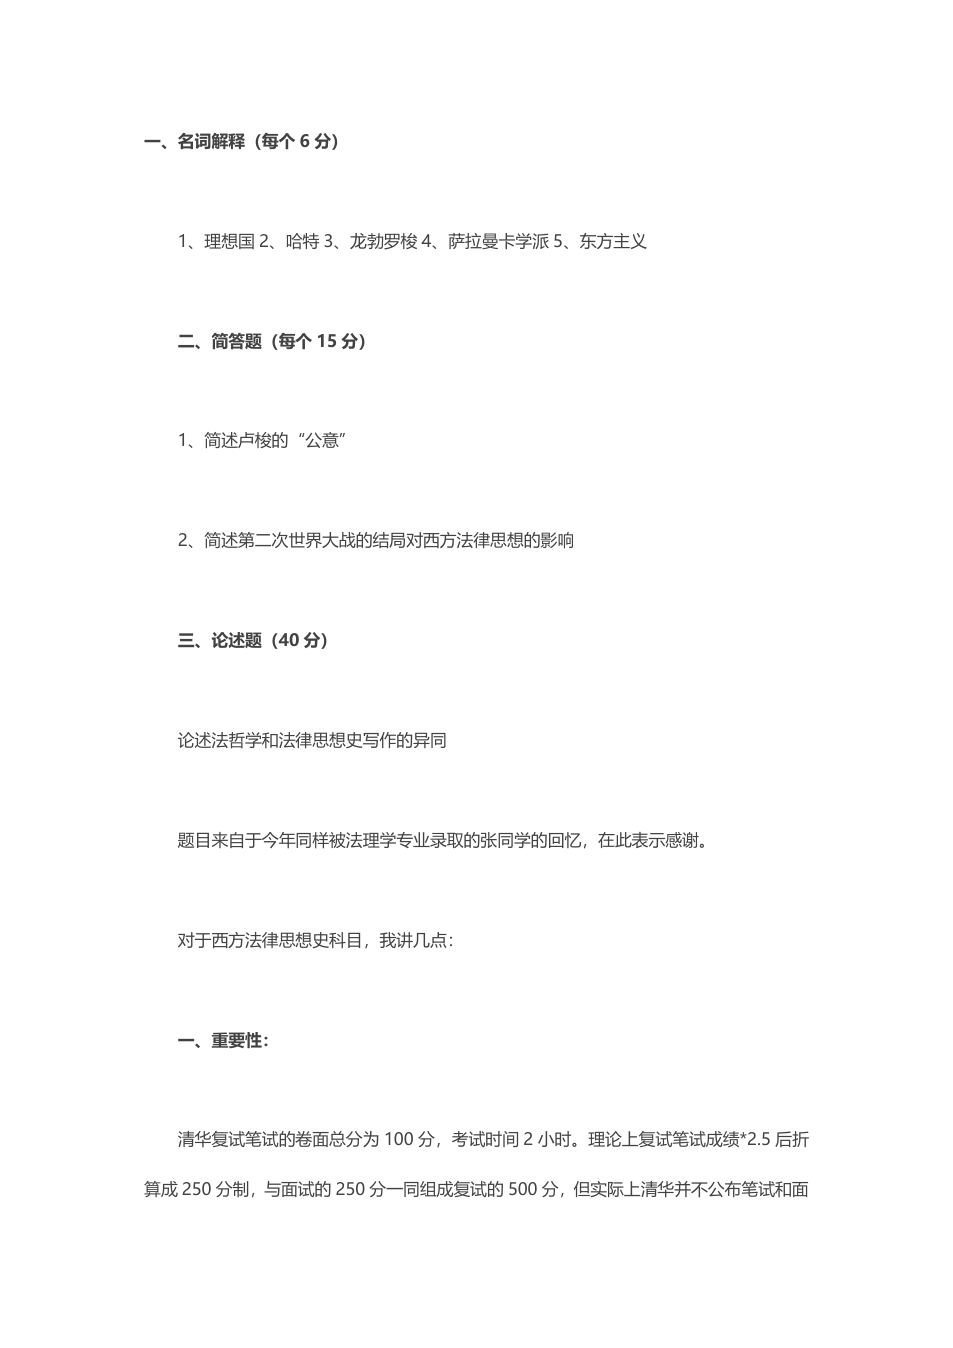 一、名词解释（每个 6 分）
1、理想国 2、哈特 3、龙勃罗梭 4、萨拉曼卡学派 5、东方主义
二、简答题（每个 15 分）
1、简述卢梭的“公意”
2、简述第二次世界大战的结局对西方法律思想的影响
三、论述题（40 分）
论述法哲学和法律思想史写作的异同
题目来自于今年同样被法理学专业录取的张同学的回忆，在此表示感谢。
对于西方法律思想史科目，我讲几点：
一、重要性：
清华复试笔试的卷面总分为 100 分，考试时间 2 小时。理论上复试笔试成绩*2.5 后折
算成 250 分制，与面试的 250 分一同组成复试的 500 分，但实际上清华并不公布笔试和面